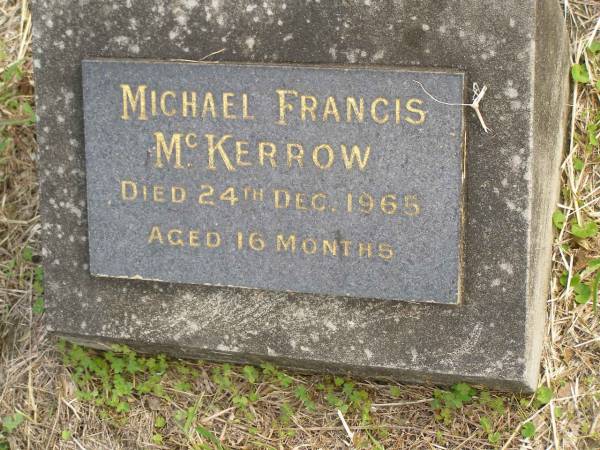 Michael Francis
McKerrow
Died 24th Dec. 1965
Aged 16 Months